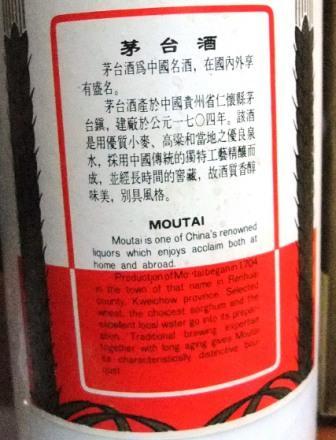 茅台酒
茅台酒爲中國名酒，在國內外享
有盛名。
茅台酒產於中國貴州省仁懷縣茅
台鎭，建廠於公元一七〇四年。該酒
是用優質小麥、高粱和當地之優良泉
水，採用中國傳統的獨特工藝精釀而
成，並經長時間的窖藏，故酒質香醇
味美，別具風格。
MOUTAI
Moutai is one of China's renowned
liquors which enjoys acclaim both at
home and abroad.
Production of Moutai began in 1704
in the town of that name in Renhuai
county, Kweichow province. Selected
wheat, the choicest sorghum and the
excellent local water go into its prepar-
ation. Traditional brewing expertise
together with long aging gives Moutai
its characteristically distinctive bou-
quet.